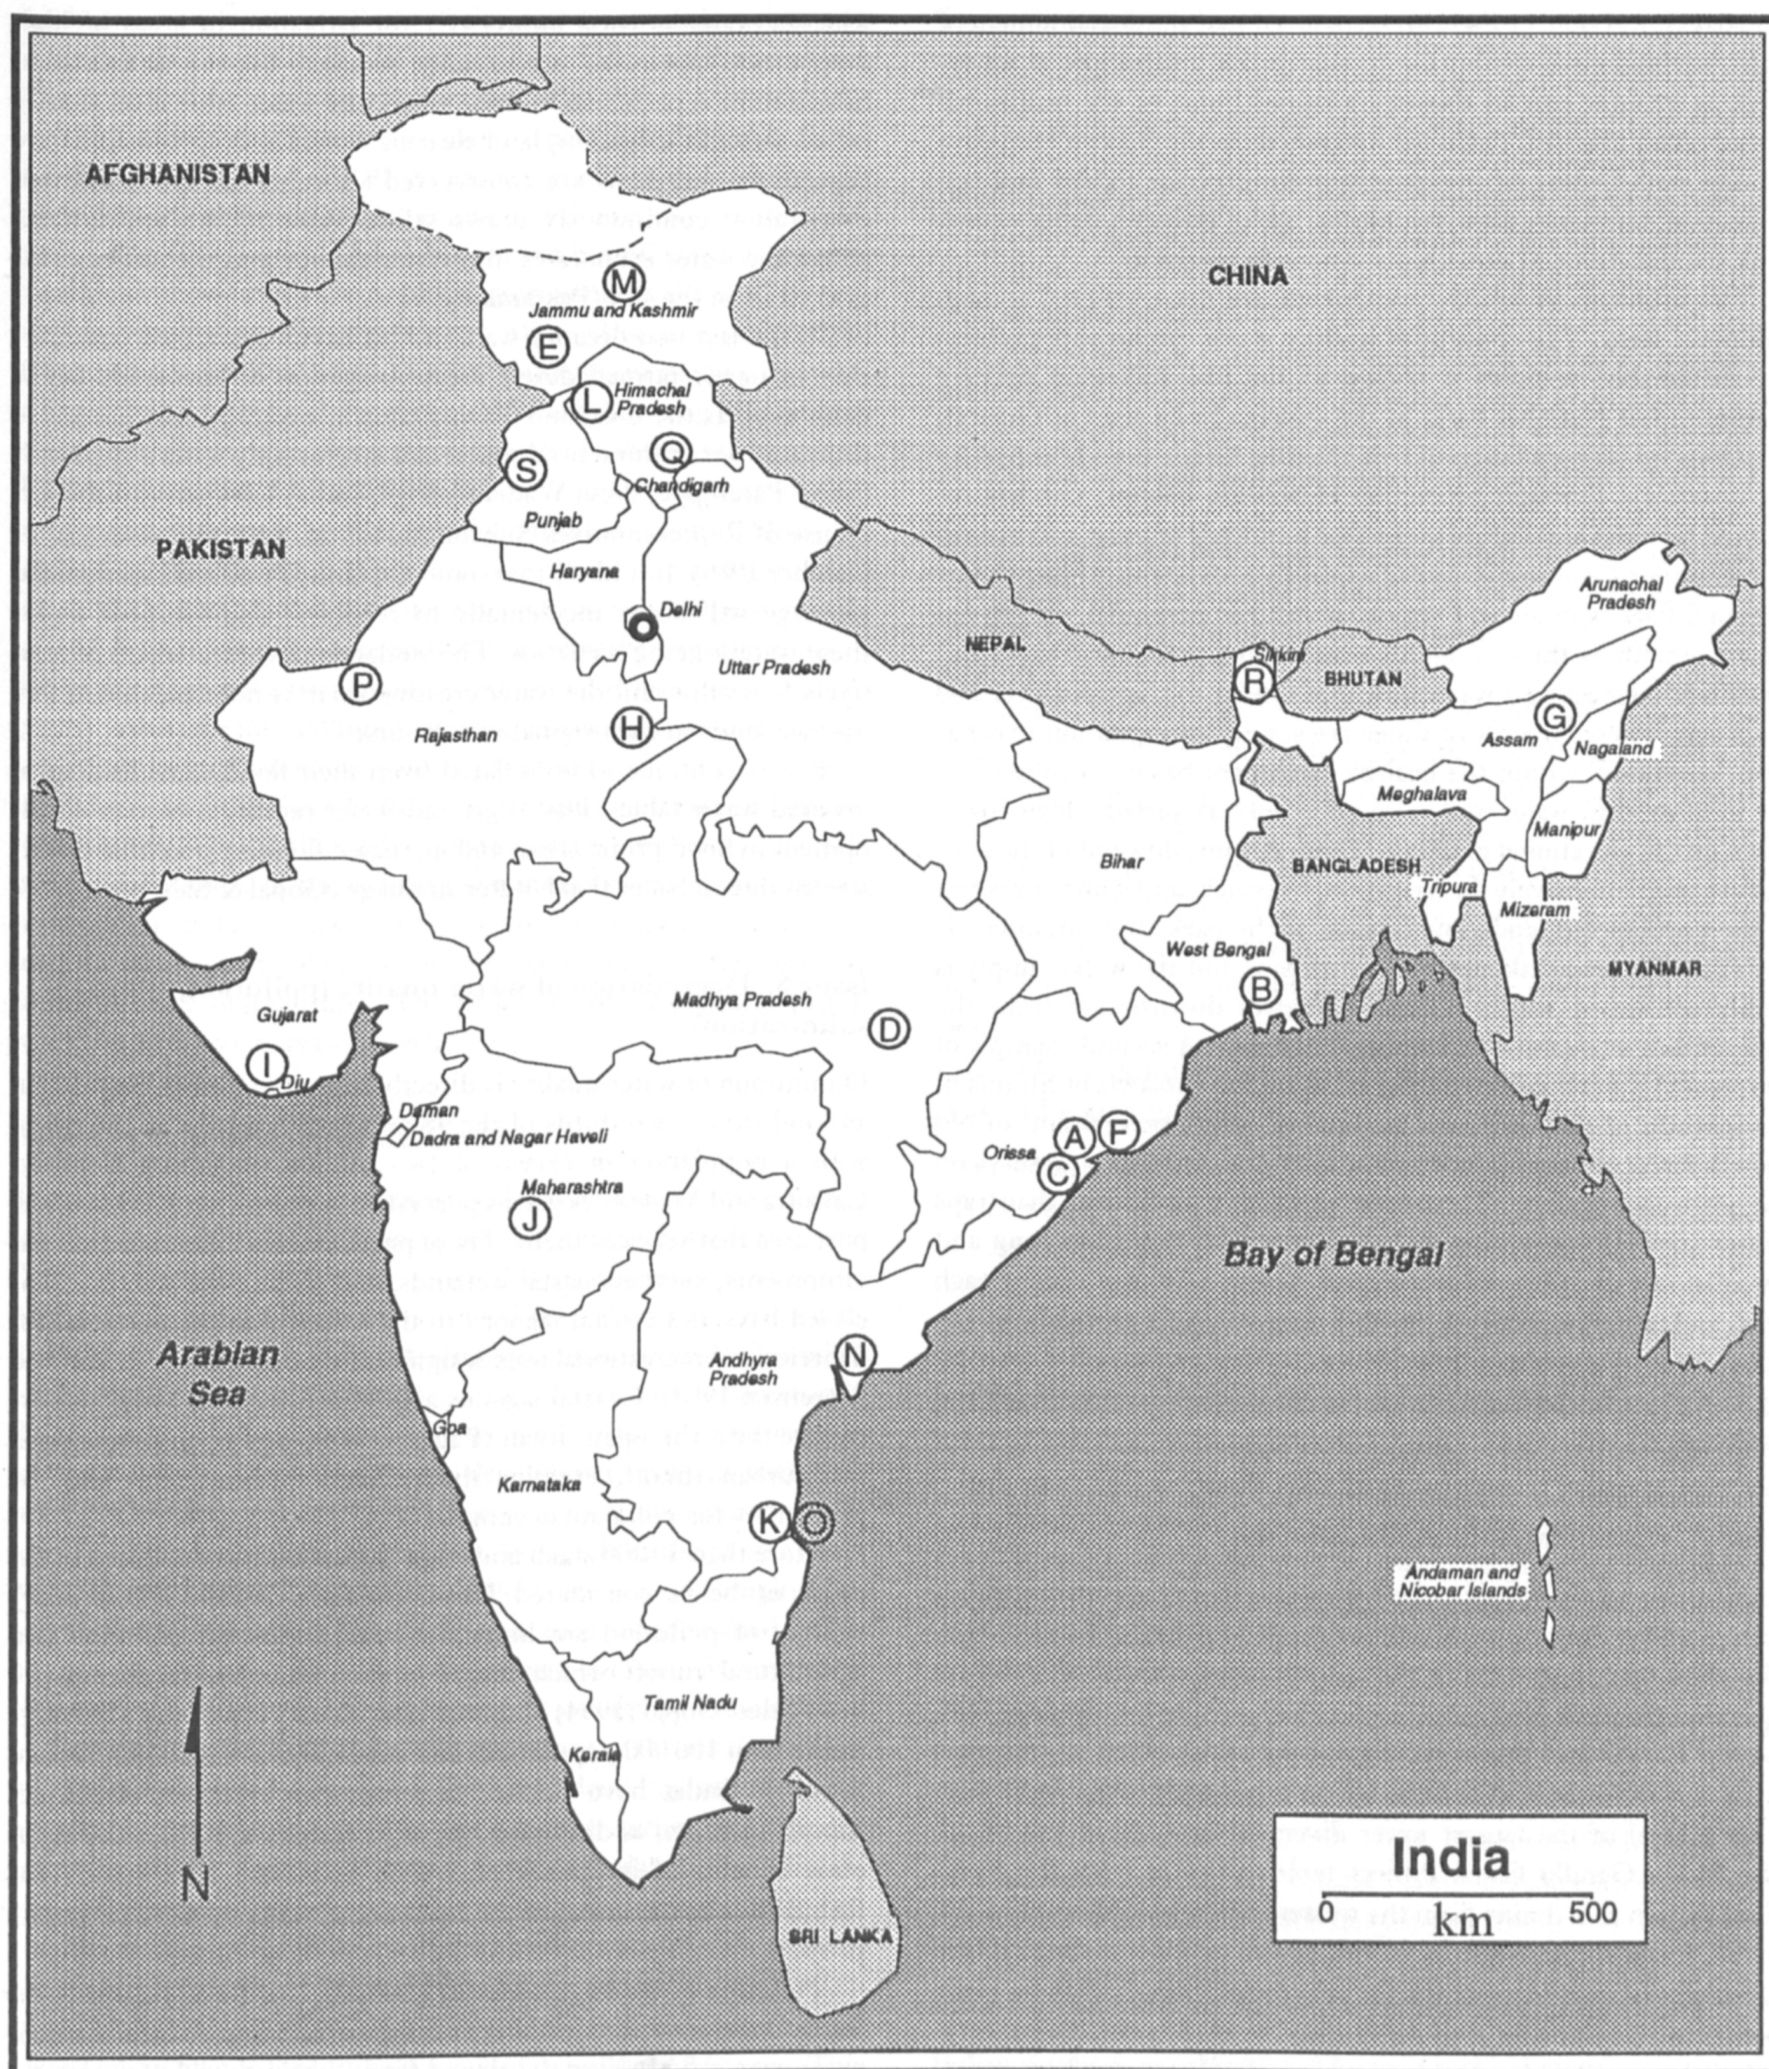 AFGHANISTAN
CHINA
M
Jammu and Kashmir
E
L
Himachal
Pradesh
Q
S
Chandigarh
Punjab
PAKISTAN
Haryana
Arunachal
Pradesh
Delhi
NEPAL
Sikkim
Uttar Pradesh
BHUTAN
P
R
G
H
Rajasthan
Assam
Nagaland
Meghalava
Manipur
Bihar
BANGLADESH
Tripura
Mizeram
West Bengal
MYANMAR
B
Madhya Pradesh
Gujarat
D
I
Diu
Daman
Dadra and Nagar Haveli
A
F
Orissa
C
Maharashtra
J
Bay of Bengal
Arabian
Sea
N
Andhyra
Pradesh
Goa
Karnataka
K
O
Andaman and
Nicobar Islands
Tamil Nadu
Kerala
N
India
0 500
km
SRI LANKA